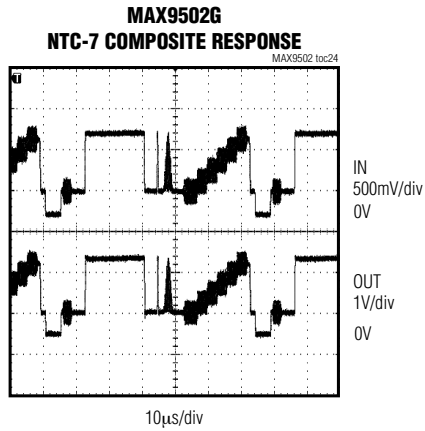 MAX9502G
NTC-7 COMPOSITE RESPONSE
MAX9502 toc24
T
IN
500mV/div
0V
OUT
1V/div
0V
10µs/div